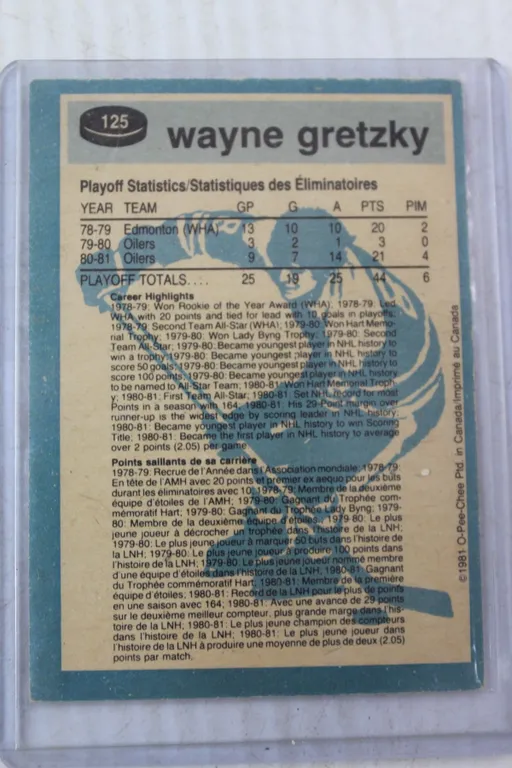 125
wayne gretzky
Playoff Statistics/Statistiques des Éliminatoires
YEAR TEAM GP G A PTS PIM
78-79 Edmonton (WHA) 13 10 10 20 2
79-80 Oilers 3 2 1 3 0
80-81 Oilers 9 7 14 21 4
PLAYOFF TOTALS.... 25 19 25 44 6
Career Highlights
1978-79: Won Rookie of the Year Award (WHA); 1978-79: Led
WHA with 20 points and tied for lead with 10 goals in playoffs;
1978-79 Second Team All-Star (WHA); 1979-80 Won Hart Memo-
rial Trophy; 1979-80: Won Lady Byng Trophy; 1979-80: Second
Team All-Star; 1979-80: Became youngest player in NHL history to
win a trophy; 1979-80: Became youngest player in NHL history to
score 50 goals; 1979-80: Became youngest player in NHL history to
score 100 points; 1979-80: Became youngest player in NHL history
to be named to All-Star Team; 1980-81: Won Hart Memorial Troph-
y; 1980-81: First Team All-Star; 1980-81: Set NHL record for most
Points in a season with 164; 1980-81: His 29-Point margin over
runner-up is the widest edge by scoring leader in NHL history;
1980-81: Became youngest player in NHL history to win Scoring
Title; 1980-81: Became the first player in NHL history to average
over 2 points (2.05) per game.
Points saillants de sa carrière
1978-79: Recrue de l'Année dans l'Association mondiale; 1978-79:
En tête de l'AMH avec 20 points et premier ex aequo pour les buts
durant les éliminatoires avec 10; 1978-79: Membre de la deuxième
équipe d'étoiles de l'AMH; 1979-80: Gagnant du Trophée com-
mémoratif Hart; 1979-80: Gagnant du Trophée Lady Byng; 1979-
80: Membre de la deuxième équipe d'étoiles; 1979-80: Le plus
jeune joueur à décrocher un trophée dans l'histoire de la LNH;
1979-80: Le plus jeune joueur à marquer 50 buts dans l'histoire de
la LNH; 1979-80: Le plus jeune joueur à produire 100 points dans
l'histoire de la LNH; 1979-80: Le plus jeune joueur nommé membre
d'une équipe d'étoiles dans l'histoire de la LNH; 1980-81: Gagnant
du Trophée commémoratif Hart; 1980-81: Membre de la première
équipe d'étoiles; 1980-81: Record de la LNH pour le plus de points
en une saison avec 164; 1980-81: Avec une avance de 29 points
sur le deuxième meilleur compteur, plus grande marge dans l'his-
toire de la LNH; 1980-81: Le plus jeune champion des compteurs
dans l'histoire de la LNH; 1980-81: Le plus jeune joueur dans
l'histoire de la LNH à produire une moyenne de plus de deux (2.05)
points par match.
©1981 O-Pee-Chee Ptd. in Canada/Imprimé au Canada